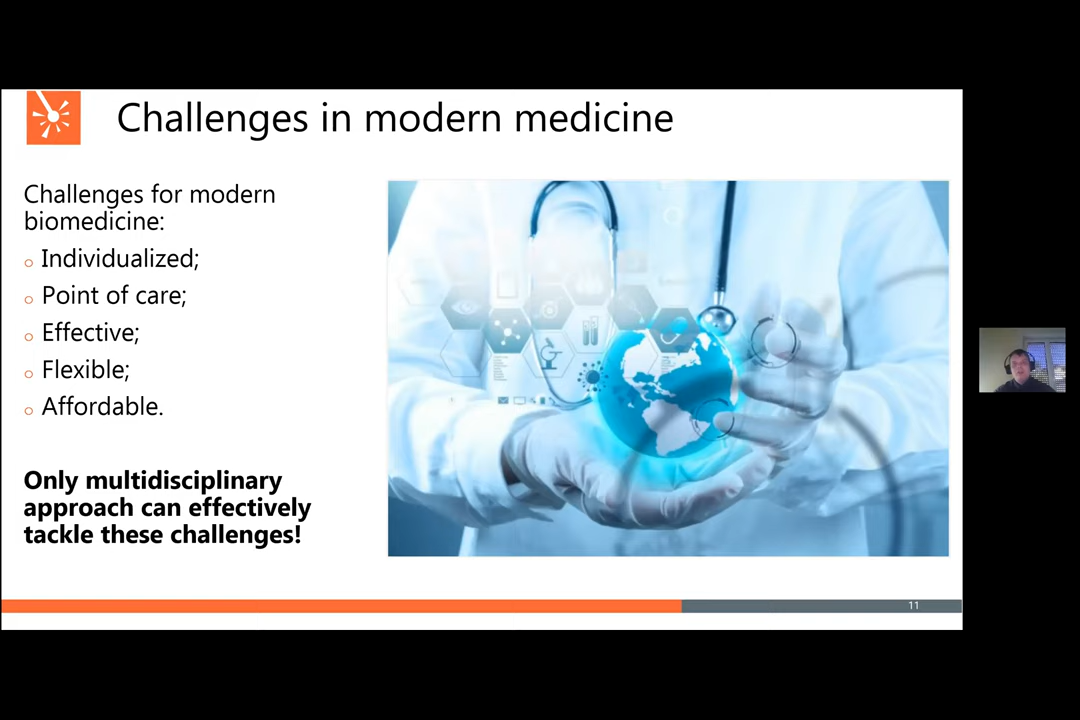 Challenges in modern medicine
Challenges for modern
biomedicine:
Individualized;
Point of care;
Effective;
Flexible;
Affordable.
Only multidisciplinary
approach can effectively
tackle these challenges!
11